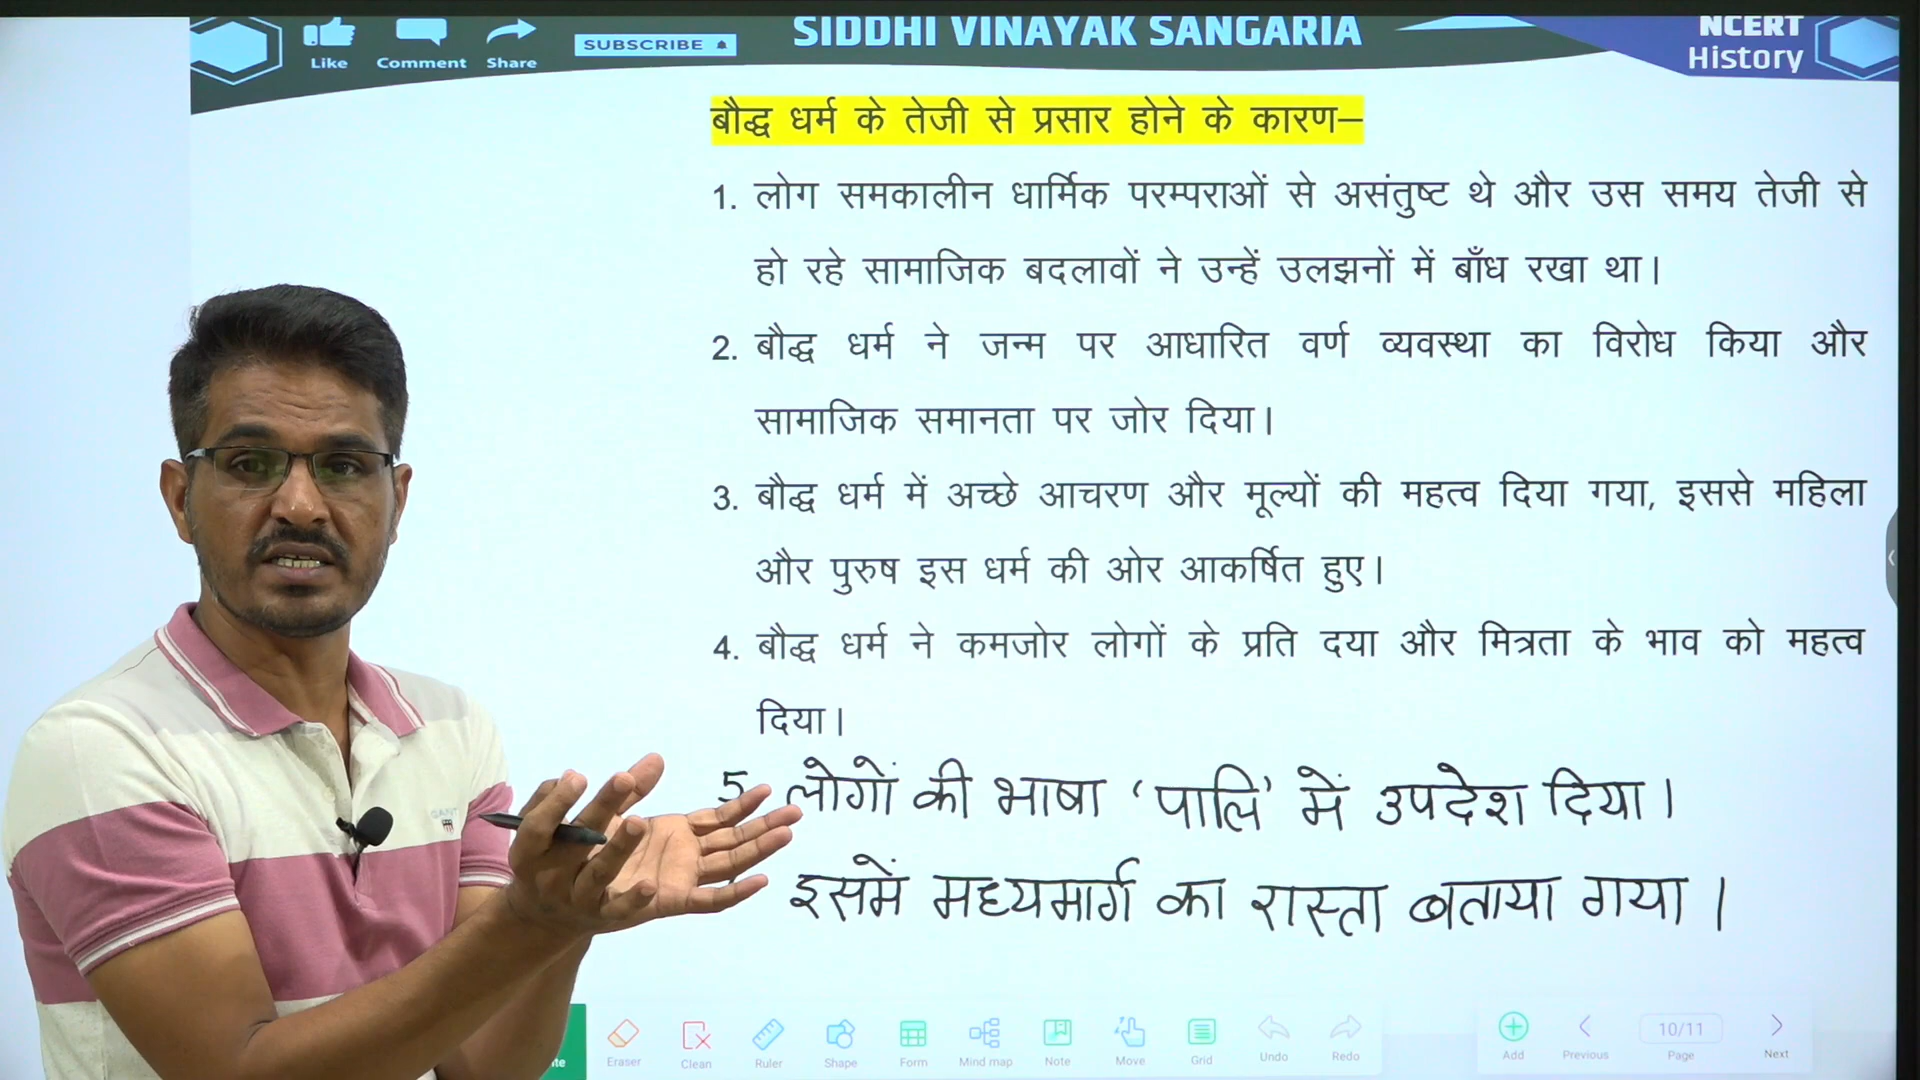 SIDDHI VINAYAK SANGARIA
NCERT
History
Like
Comment
Share
SUBSCRIBE
बौद्ध धर्म के तेजी से प्रसार होने के कारण–
1. लोग समकालीन धार्मिक परम्पराओं से असंतुष्ट थे और उस समय तेजी से
हो रहे सामाजिक बदलावों ने उन्हें उलझनों में बाँध रखा था।
2. बौद्ध धर्म ने जन्म पर आधारित वर्ण व्यवस्था का विरोध किया और
सामाजिक समानता पर जोर दिया।
3. बौद्ध धर्म में अच्छे आचरण और मूल्यों की महत्व दिया गया, इससे महिला
और पुरुष इस धर्म की ओर आकर्षित हुए।
4. बौद्ध धर्म ने कमजोर लोगों के प्रति दया और मित्रता के भाव को महत्व
दिया।
5. लोगों की भाषा 'पालि' में उपदेश दिया।
इसमें मध्यमार्ग का रास्ता बताया गया।
GANT
Eraser
Clean
Ruler
Shape
Form
Mind map
Note
Move
Grid
Undo
Redo
Add
Previous
10/11
Page
Next